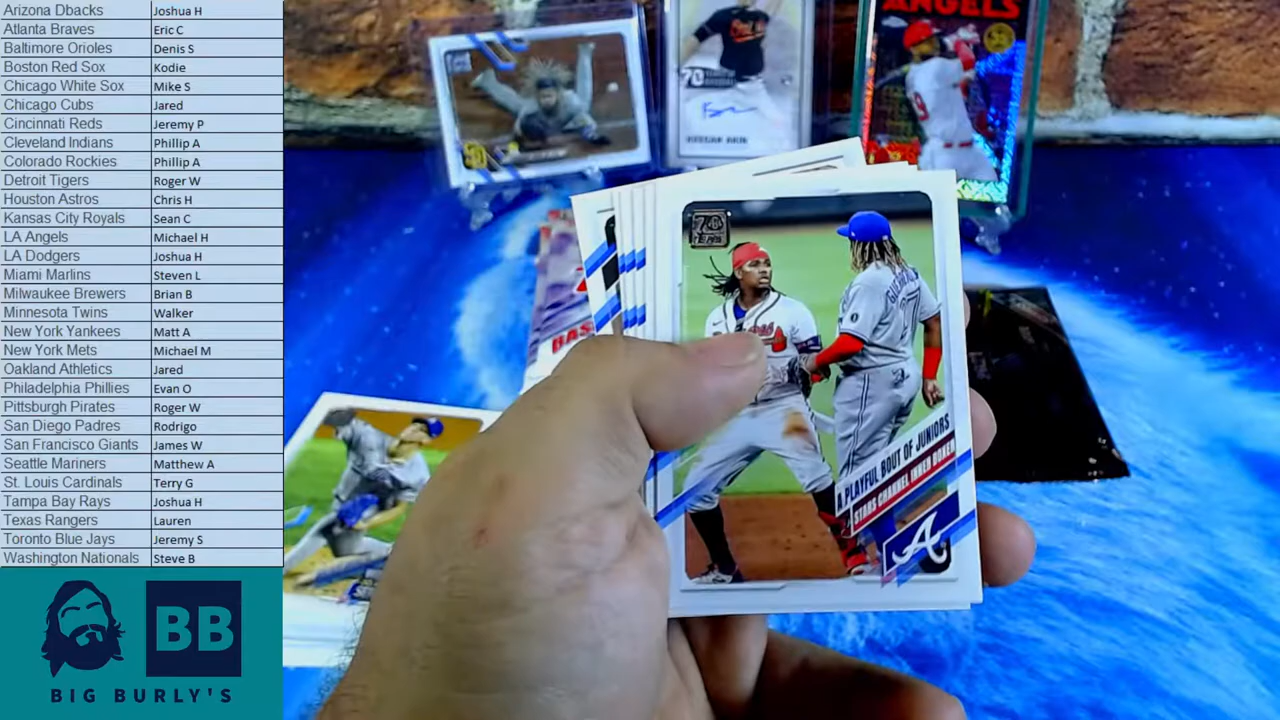 Arizona Dbacks Joshua H
Atlanta Braves Eric C
Baltimore Orioles Denis S
Boston Red Sox Kodie
Chicago White Sox Mike S
Chicago Cubs Jared
Cincinnati Reds Jeremy P
Cleveland Indians Phillip A
Colorado Rockies Phillip A
Detroit Tigers Roger W
Houston Astros Chris H
Kansas City Royals Sean C
LA Angels Michael H
LA Dodgers Joshua H
Miami Marlins Steven L
Milwaukee Brewers Brian B
Minnesota Twins Walker
New York Yankees Matt A
New York Mets Michael M
Oakland Athletics Jared
Philadelphia Phillies Evan O
Pittsburgh Pirates Roger W
San Diego Padres Rodrigo
San Francisco Giants James W
Seattle Mariners Matthew A
St. Louis Cardinals Terry G
Tampa Bay Rays Joshua H
Texas Rangers Lauren
Toronto Blue Jays Jeremy S
Washington Nationals Steve B
BB
BIG BURLY'S
ANGELS
70
KEEGAN AKIN
70
27
A PLAYFUL BOUT OF JUNIORS
STARS CHANNEL INNER BOXER
A